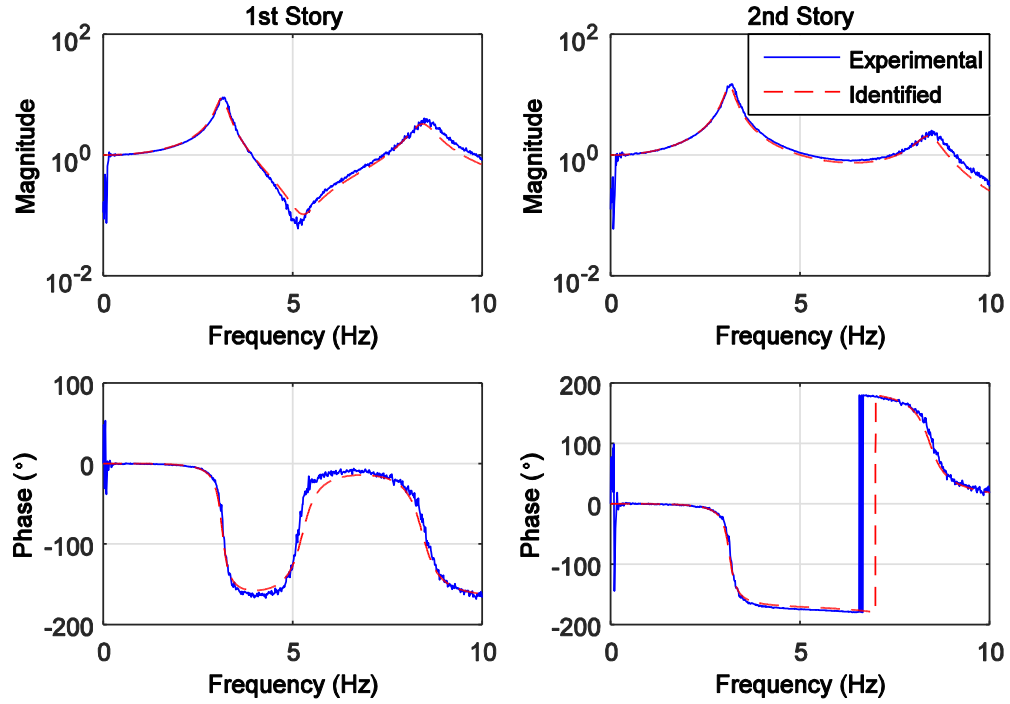 1st Story
2nd Story
10^2
10^0
10^-2
Magnitude
0
5
10
Frequency (Hz)
10^2
10^0
10^-2
Magnitude
0
5
10
Frequency (Hz)
Experimental
Identified
100
0
-100
-200
Phase (°)
0
5
10
Frequency (Hz)
200
100
0
-100
-200
Phase (°)
0
5
10
Frequency (Hz)